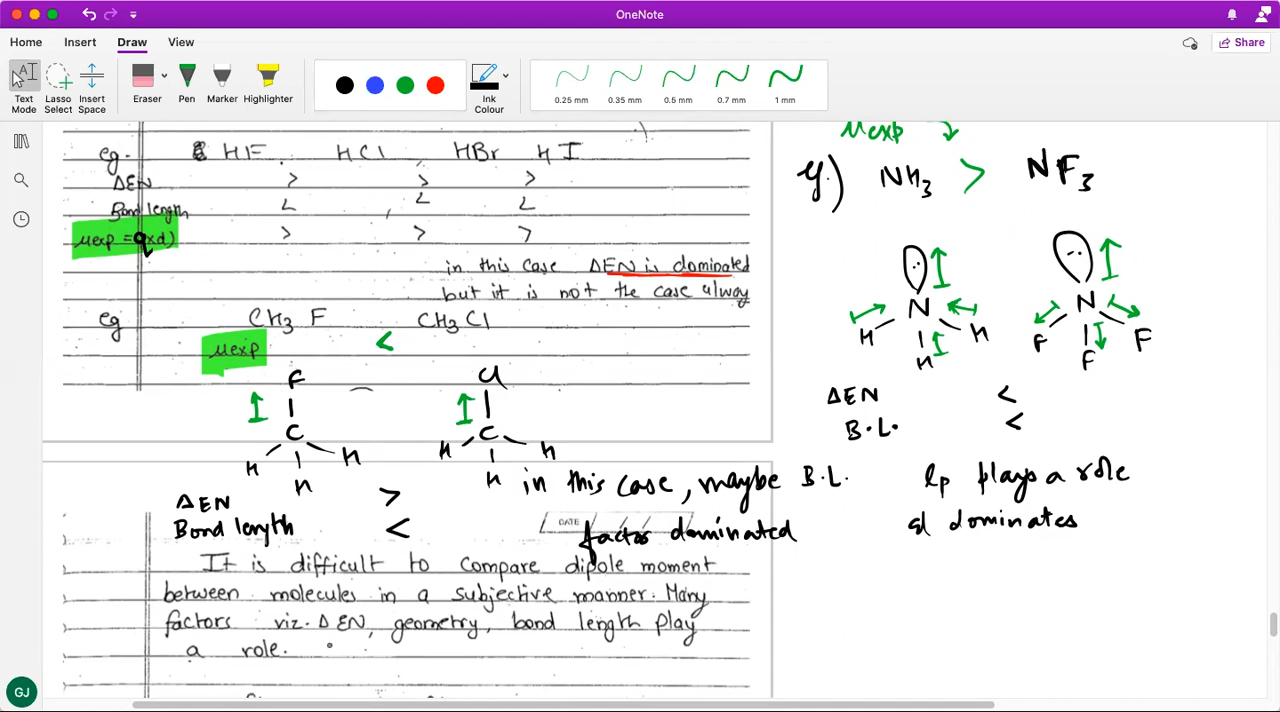 OneNote
Home Insert Draw View
Share
Text Mode
Lasso Select
Insert Space
Eraser
Pen
Marker
Highlighter
Ink Colour
0.25 mm 0.35 mm 0.5 mm 0.7 mm 1 mm
eg. HF, HCl, HBr HI
ΔEN > > >
Bond length < , < <
μexp = qxd) > > >
in this case ΔEN is dominated
but it is not the case alway
eg CH3 F CH3 Cl
μexp <
F
C
H H
H
Cl
C
H H
H
ΔEN >
Bond length <
in this case, maybe B.L.
factor dominated
DATE
It is difficult to compare dipole moment
between molecules in a subjective manner. Many
factors viz. ΔEN, geometry, bond length play
a role.
μexp
eg.) NH3 > NF3
N
H H
H
N
F F
F
ΔEN <
B.L. <
lp plays a role
dominates
GJ